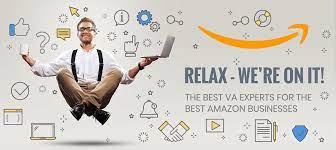 RELAX - WE'RE ON IT!
THE BEST VA EXPERTS FOR THE
BEST AMAZON BUSINESSES